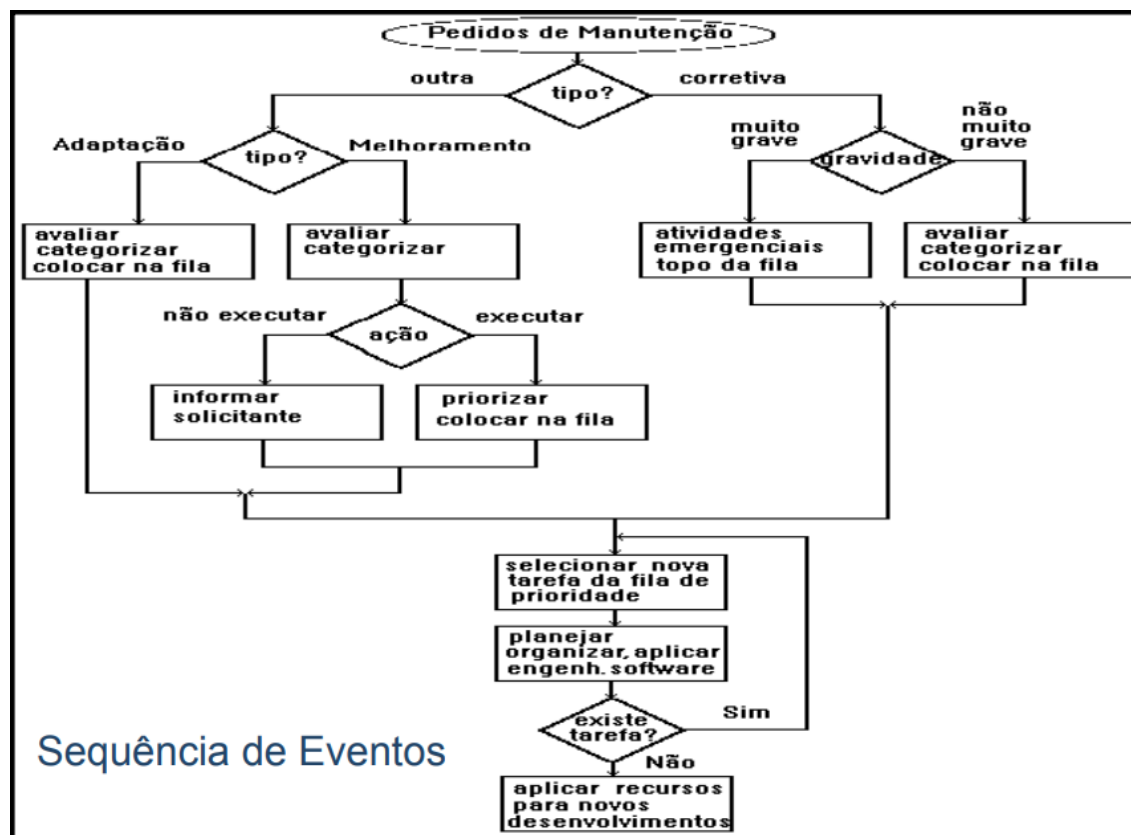 Pedidos de Manutenção
outra
tipo?
corretiva
Adaptação
tipo?
Melhoramento
muito
grave
gravidade
não
muito
grave
avaliar
categorizar
colocar na fila
avaliar
categorizar
atividades
emergenciais
topo da fila
avaliar
categorizar
colocar na fila
não executar
ação
executar
informar
solicitante
priorizar
colocar na fila
selecionar nova
tarefa da fila de
prioridade
planejar
organizar, aplicar
engenh. software
existe
tarefa?
Sim
Não
aplicar recursos
para novos
desenvolvimentos
Sequência de Eventos